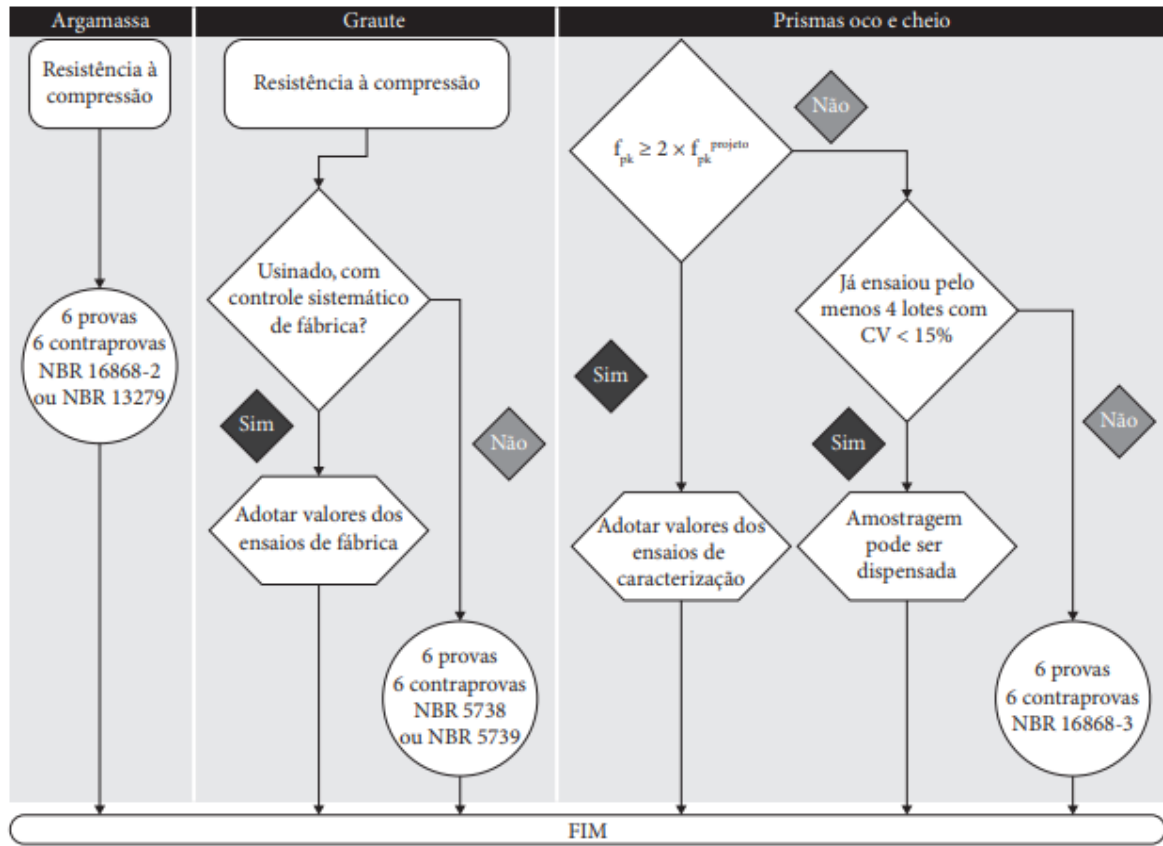 Argamassa
Graute
Prismas oco e cheio
Resistência à
compressão
6 provas
6 contraprovas
NBR 16868-2
ou NBR 13279
Resistência à compressão
Usinado, com
controle sistemático
de fábrica?
Sim
Não
Adotar valores dos
ensaios de fábrica
6 provas
6 contraprovas
NBR 5738
ou NBR 5739
f_pk ≥ 2 × f_pk^projeto
Não
Já ensaiou pelo
menos 4 lotes com
CV < 15%
Sim
Sim
Não
Adotar valores dos
ensaios de
caracterização
Amostragem
pode ser
dispensada
6 provas
6 contraprovas
NBR 16868-3
FIM